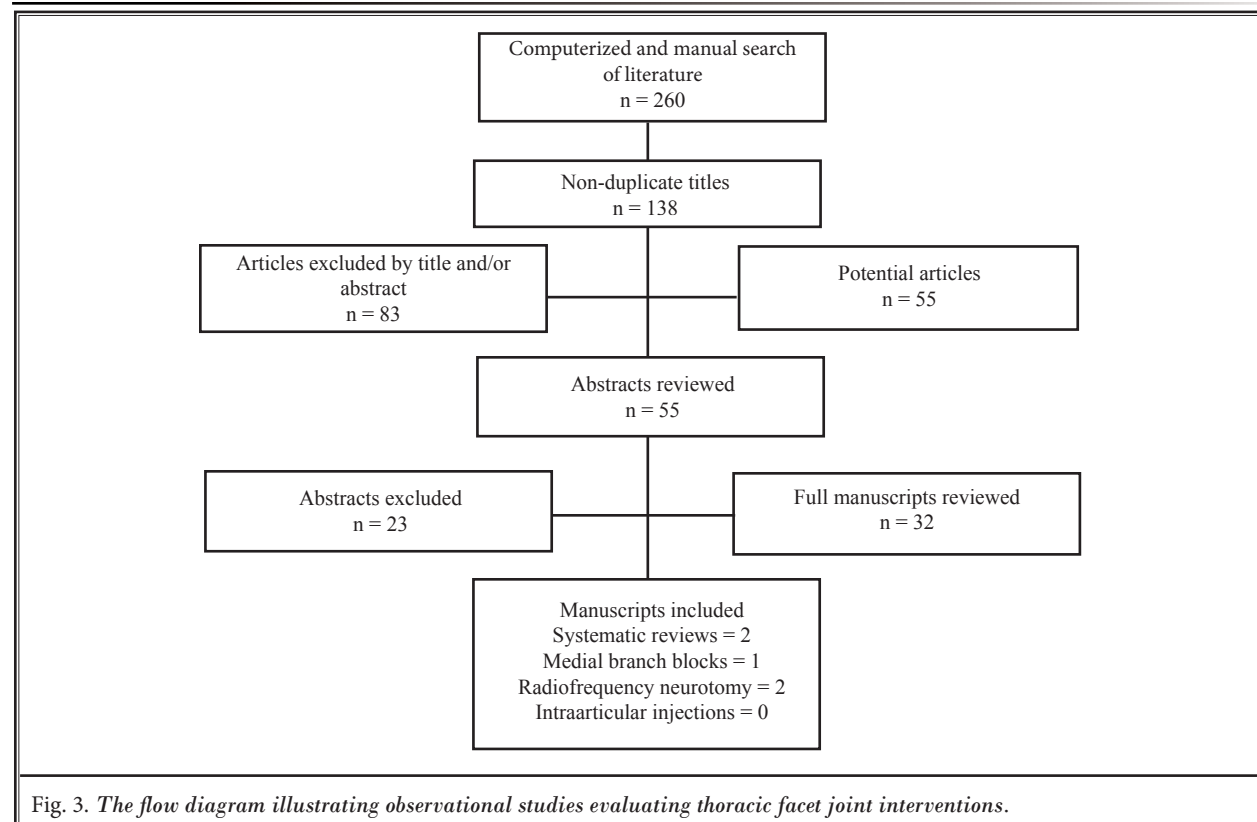 Computerized and manual search
of literature
n = 260
Non-duplicate titles
n = 138
Articles excluded by title and/or
abstract
n = 83
Potential articles
n = 55
Abstracts reviewed
n = 55
Abstracts excluded
n = 23
Full manuscripts reviewed
n = 32
Manuscripts included
Systematic reviews = 2
Medial branch blocks = 1
Radiofrequency neurotomy = 2
Intraarticular injections = 0
Fig. 3. The flow diagram illustrating observational studies evaluating thoracic facet joint interventions.